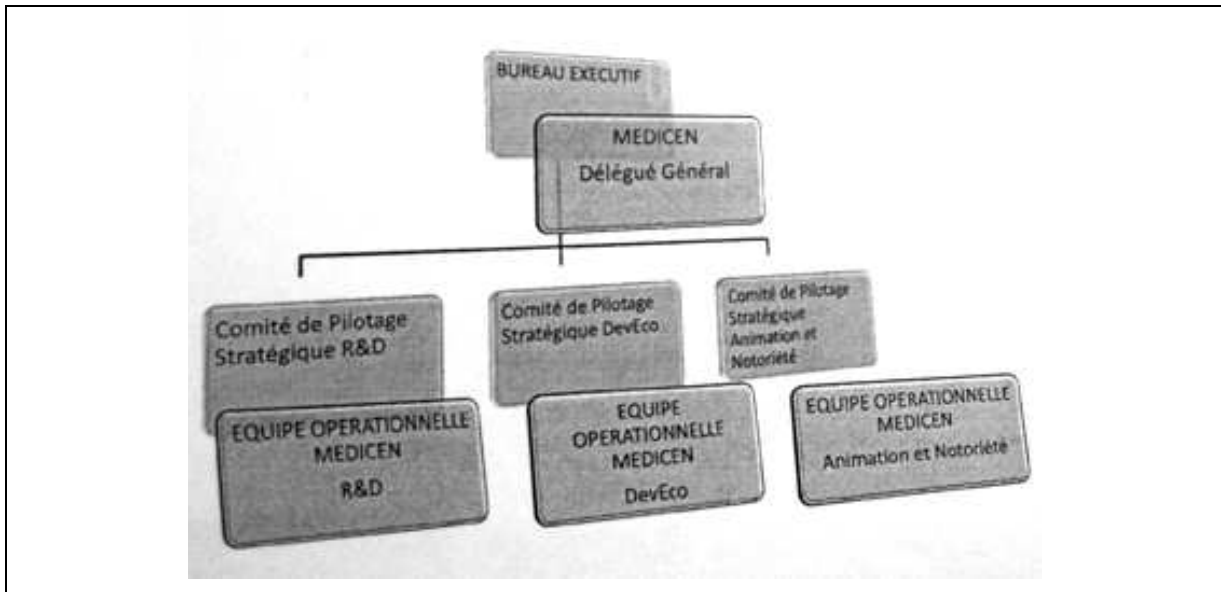 BUREAU EXECUTIF
MEDICEN
Délégué Général
Comité de Pilotage
Stratégique R&D
Comité de Pilotage
Stratégique DevEco
Comité de Pilotage
Stratégique
Animation et
Notorieté
EQUIPE OPERATIONNELLE
MEDICEN
R&D
EQUIPE
OPERATIONNELLE
MEDICEN
DevEco
EQUIPE OPERATIONNELLE
MEDICEN
Animation et Notoriété